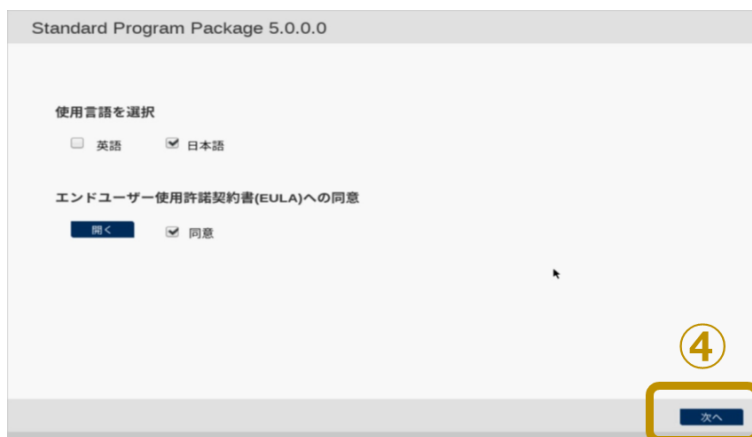 Standard Program Package 5.0.0.0
使用言語を選択
英語 日本語
エンドユーザー使用許諾契約書(EULA)への同意
開く 同意
④
次へ